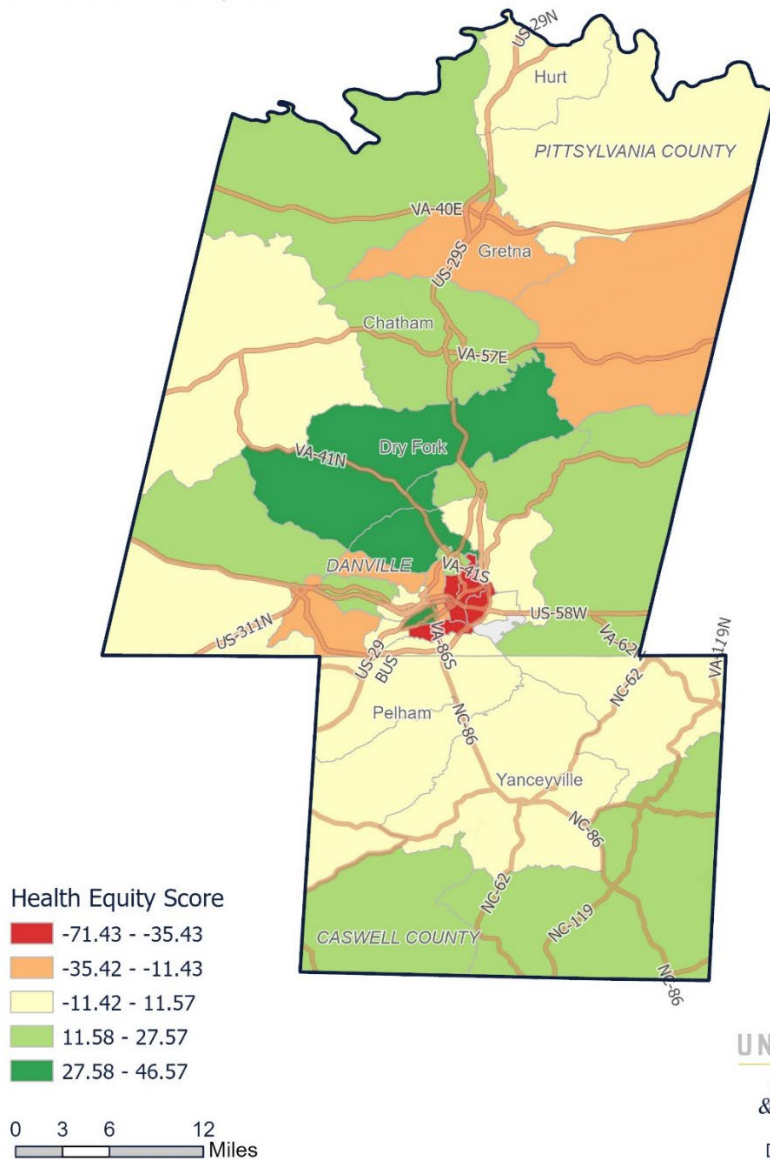 US-29N
Hurt
PITTSYLVANIA COUNTY
VA-40E
Gretna
US-29S
Chatham
VA-57E
Dry Fork
VA-41N
DANVILLE
VA-41S
US-58W
US-311N
VA-86S
US-29
BUS
VA-119N
NC-62
Pelham
NC-86
Yanceyville
NC-86
NC-62
NC-119
CASWELL COUNTY
NC-86
Health Equity Score
-71.43 - -35.43
-35.42 - -11.43
-11.42 - 11.57
11.58 - 27.57
27.58 - 46.57
0 3 6 12
Miles
UN
&